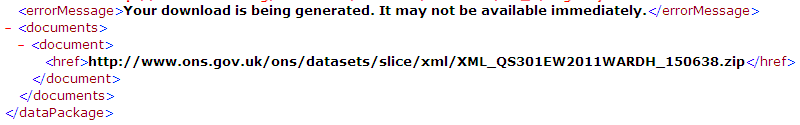 <errorMessage>Your download is being generated. It may not be available immediately.</errorMessage>
- <documents>
- <document>
<href>http://www.ons.gov.uk/ons/datasets/slice/xml/XML_QS301EW2011WARDH_150638.zip</href>
</document>
</documents>
</dataPackage>